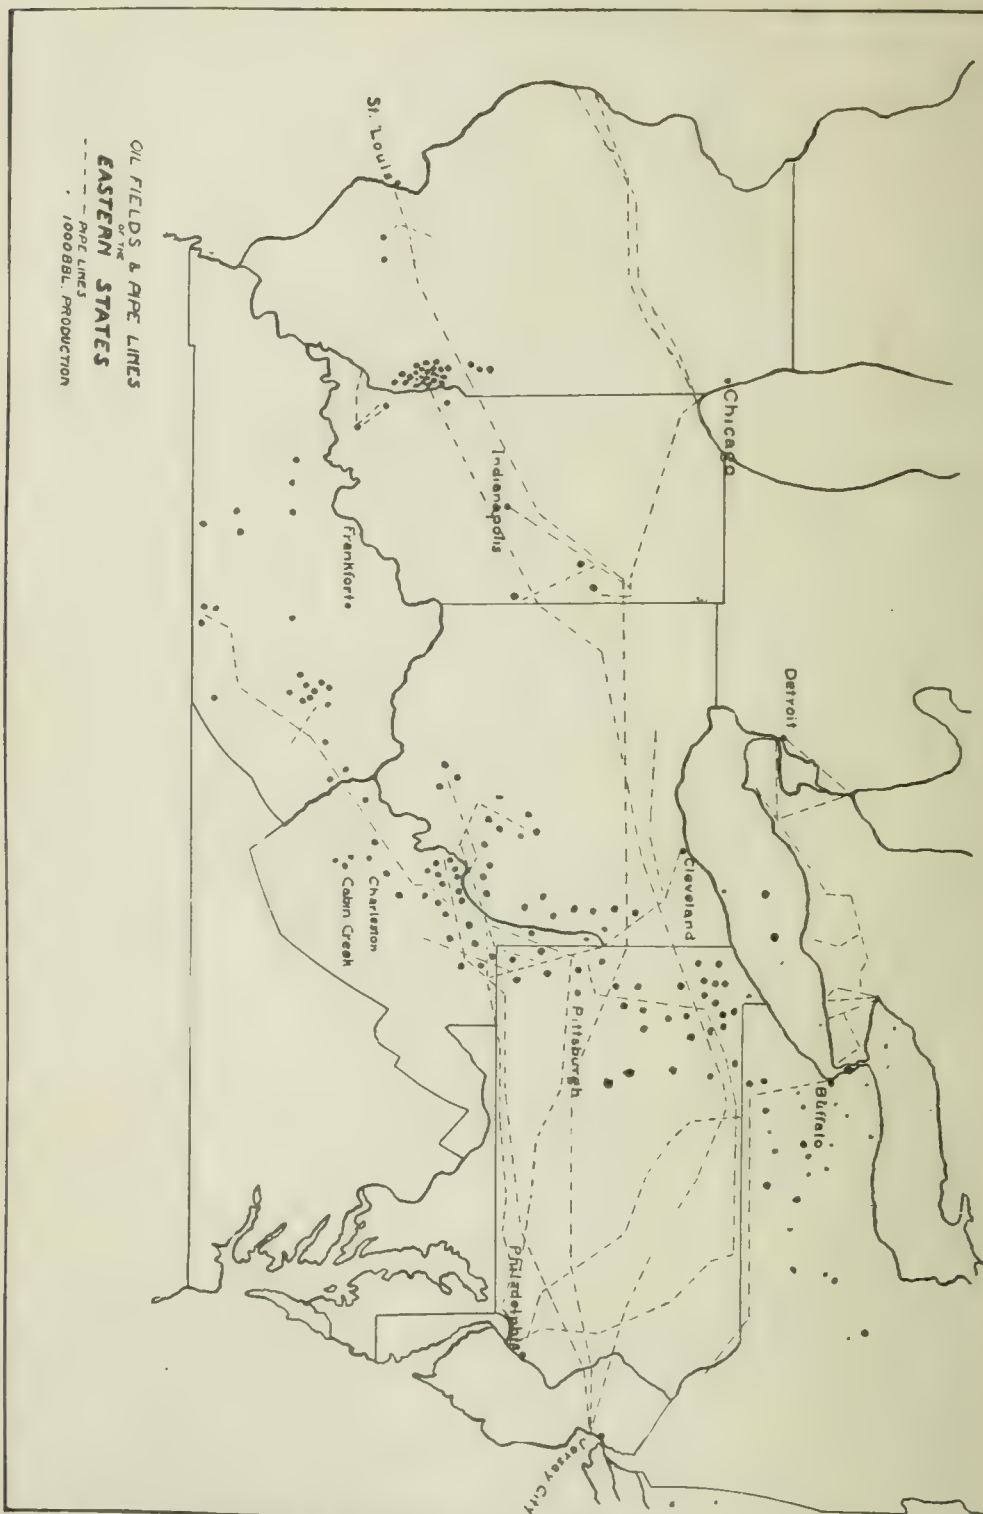 OIL FIELDS & PIPE LINES
OF THE
EASTERN STATES
- - - - - PIPE LINES
. 1000 BBL. PRODUCTION
St. Louis
Chicago
Indianapolis
Frankforte
Detroit
Cleveland
Charleston
Cabin Creek
Pittsburgh
Buffalo
Philadelphia
Jersey City